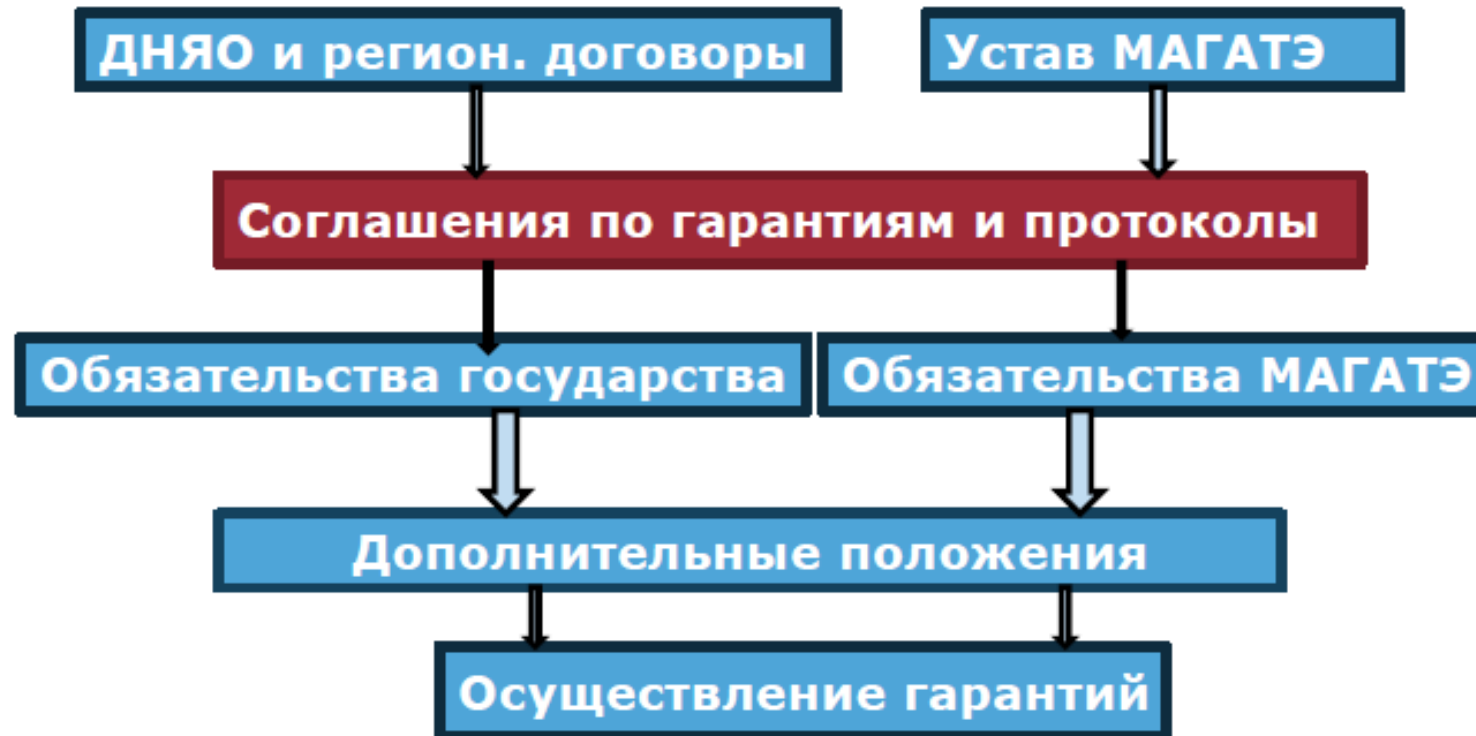 ДНЯО и регион. договоры
Устав МАГАТЭ
Соглашения по гарантиям и протоколы
Обязательства государства
Обязательства МАГАТЭ
Дополнительные положения
Осуществление гарантий